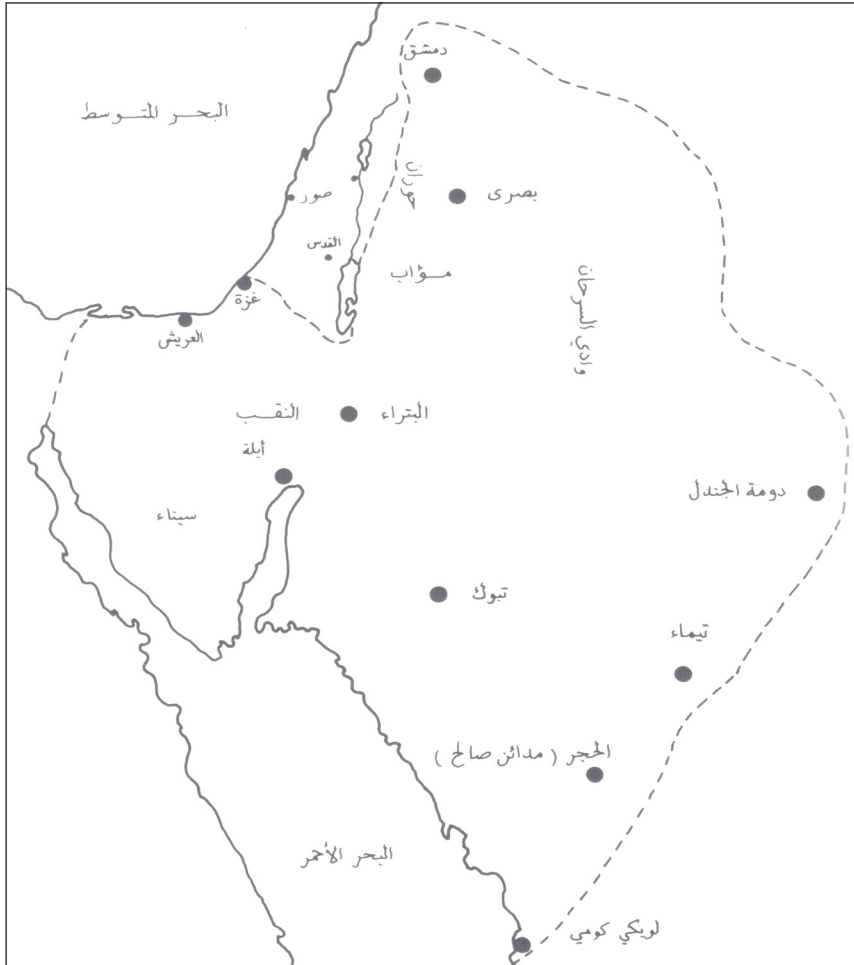 دمشق
البحر المتوسط
صور
حوران
بصرى
القدس
مؤاب
وادي السرحان
غزة
العريش
البتراء
النقب
أيلة
سيناء
دومة الجندل
تبوك
تيماء
الحجر ( مدائن صالح )
البحر الأحمر
لويكي كومي